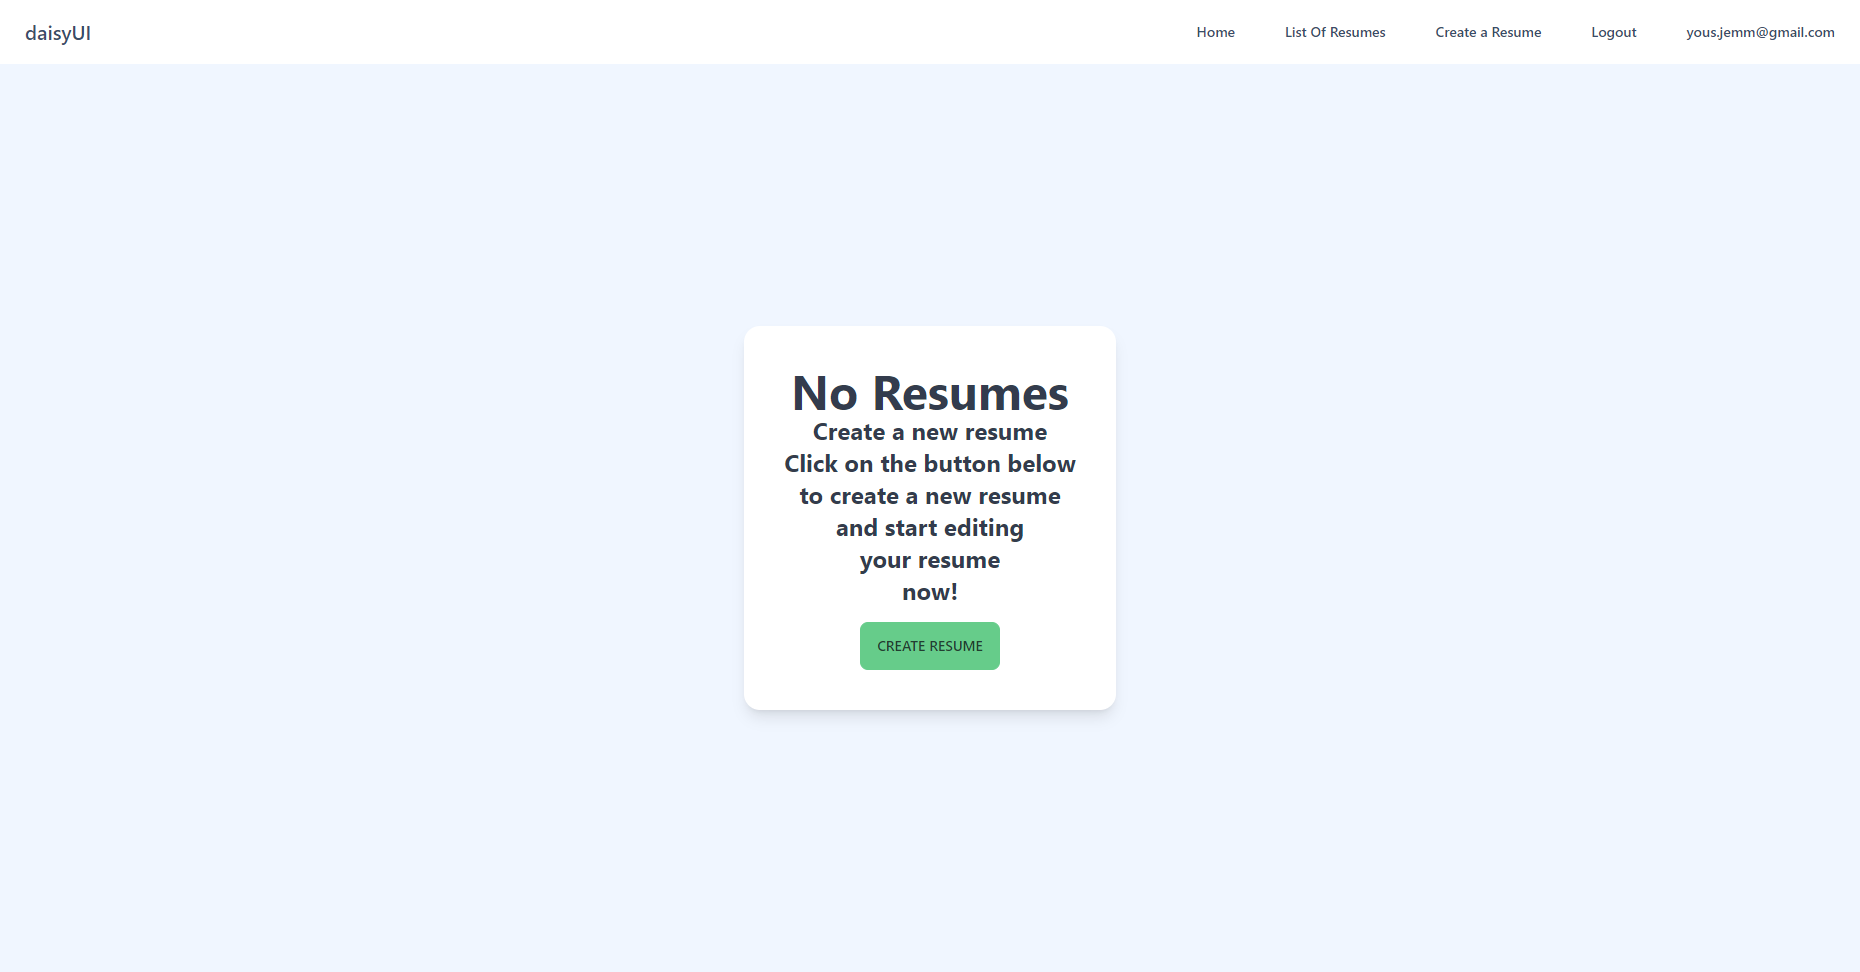 daisyUI
Home
List Of Resumes
Create a Resume
Logout
yous.jemm@gmail.com
No Resumes
Create a new resume
Click on the button below
to create a new resume
and start editing
your resume
now!
CREATE RESUME